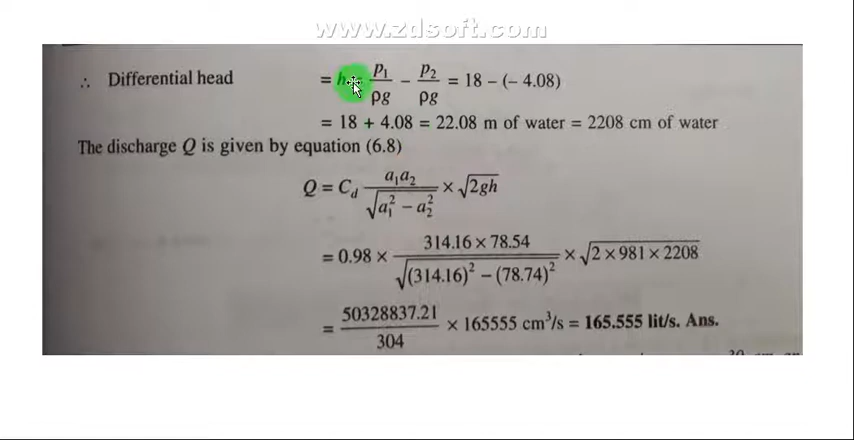 www.zdsoft.com
∴ Differential head = h = p₁/ρg − p₂/ρg = 18 − (− 4.08)
= 18 + 4.08 = 22.08 m of water = 2208 cm of water
The discharge Q is given by equation (6.8)
Q = C_d a₁a₂/√(a₁² − a₂²) × √(2gh)
= 0.98 × 314.16 × 78.54/√((314.16)² − (78.74)²) × √(2 × 981 × 2208)
= 50328837.21/304 × 165555 cm³/s = 165.555 lit/s. Ans.